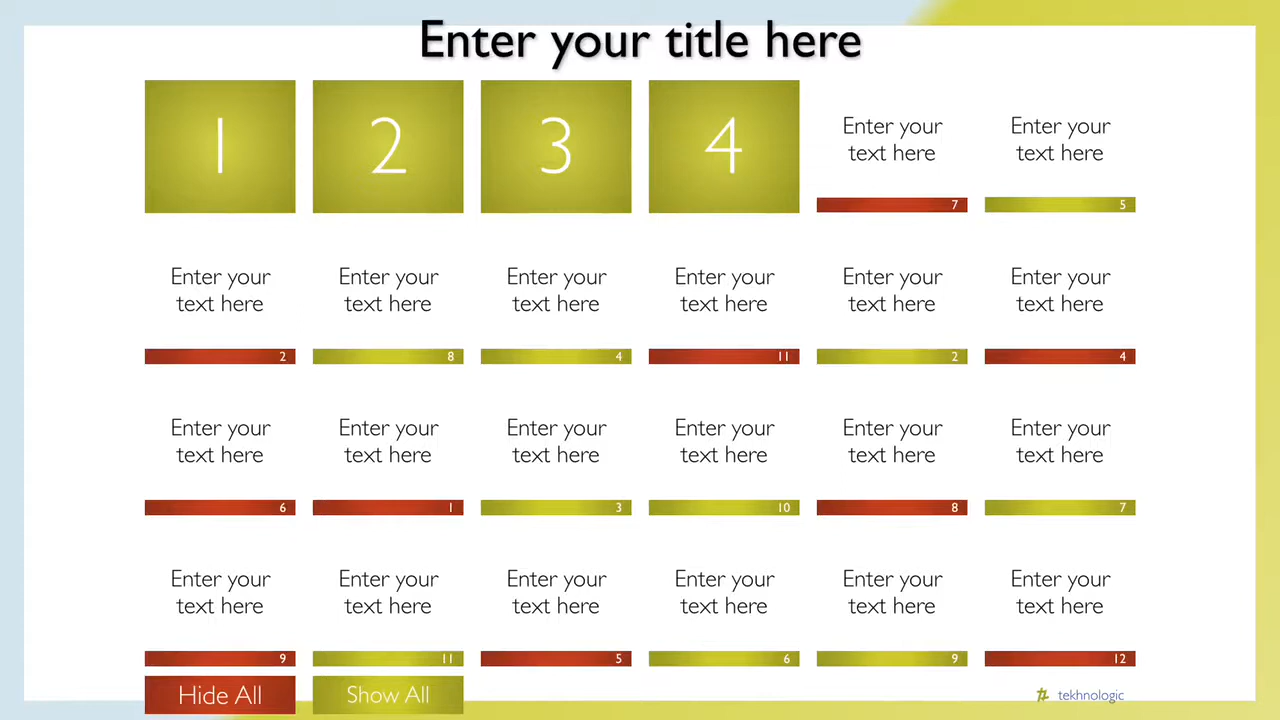 Enter your title here
1 2 3 4 Enter your Enter your
text here text here
7 5
Enter your Enter your Enter your Enter your Enter your Enter your
text here text here text here text here text here text here
2 8 4 11 2 4
Enter your Enter your Enter your Enter your Enter your Enter your
text here text here text here text here text here text here
6 1 3 10 8 7
Enter your Enter your Enter your Enter your Enter your Enter your
text here text here text here text here text here text here
9 11 5 6 9 12
Hide All Show All tekhnologic